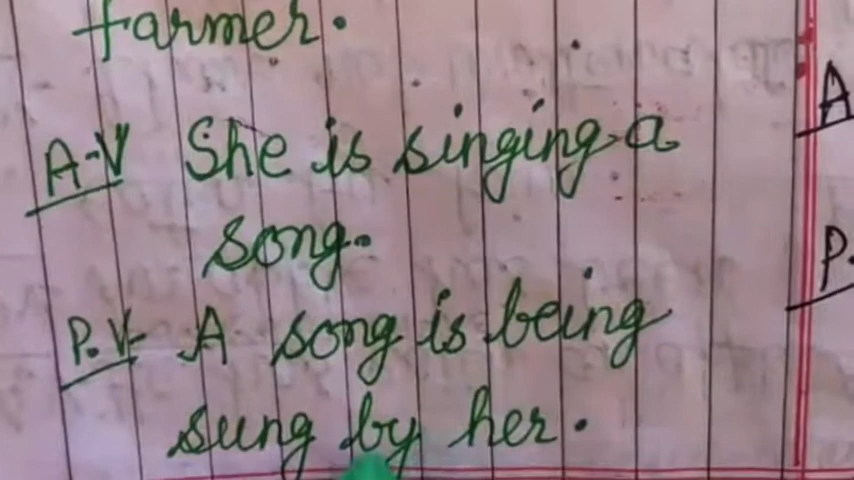 farmer.
A.V She is singing a
song.
P.V. A song is being
sung by her.
A
P.